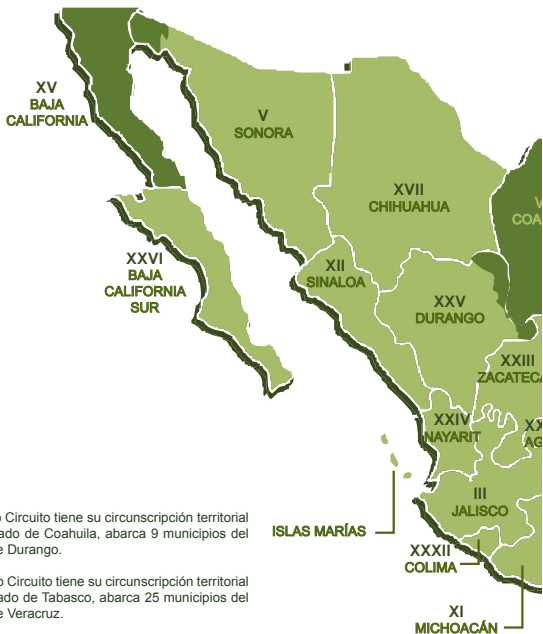 XV
BAJA
CALIFORNIA
V
SONORA
XVII
CHIHUAHUA
XXVI
BAJA
CALIFORNIA
SUR
XII
SINALOA
XXV
DURANGO
XXIII
XXIV
NAYARIT
III
JALISCO
ISLAS MARÍAS
XXXII
COLIMA
XI
MICHOACÁN
Circuito tiene su circunscripción territorial
de Coahuila, abarca 9 municipios del
Durango.
Circuito tiene su circunscripción territorial
de Tabasco, abarca 25 municipios del
Veracruz.